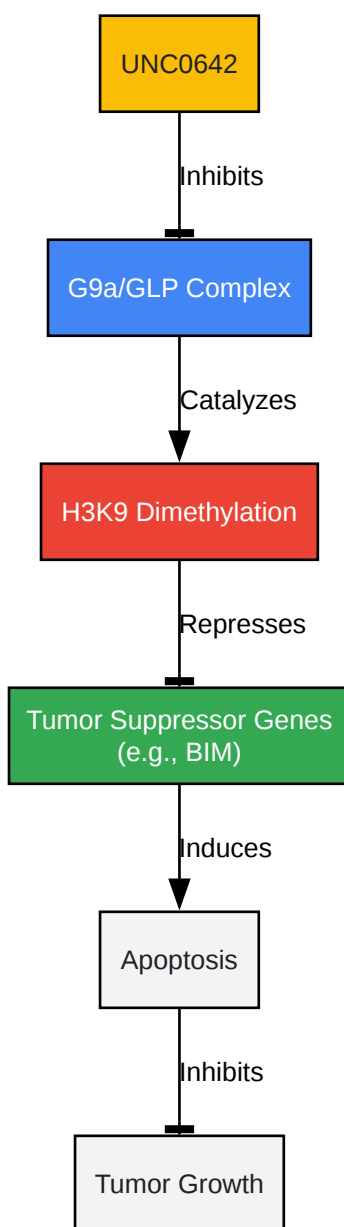 UNC0642
Inhibits
G9a/GLP Complex
Catalyzes
H3K9 Dimethylation
Represses
Tumor Suppressor Genes
(e.g., BIM)
Induces
Apoptosis
Inhibits
Tumor Growth